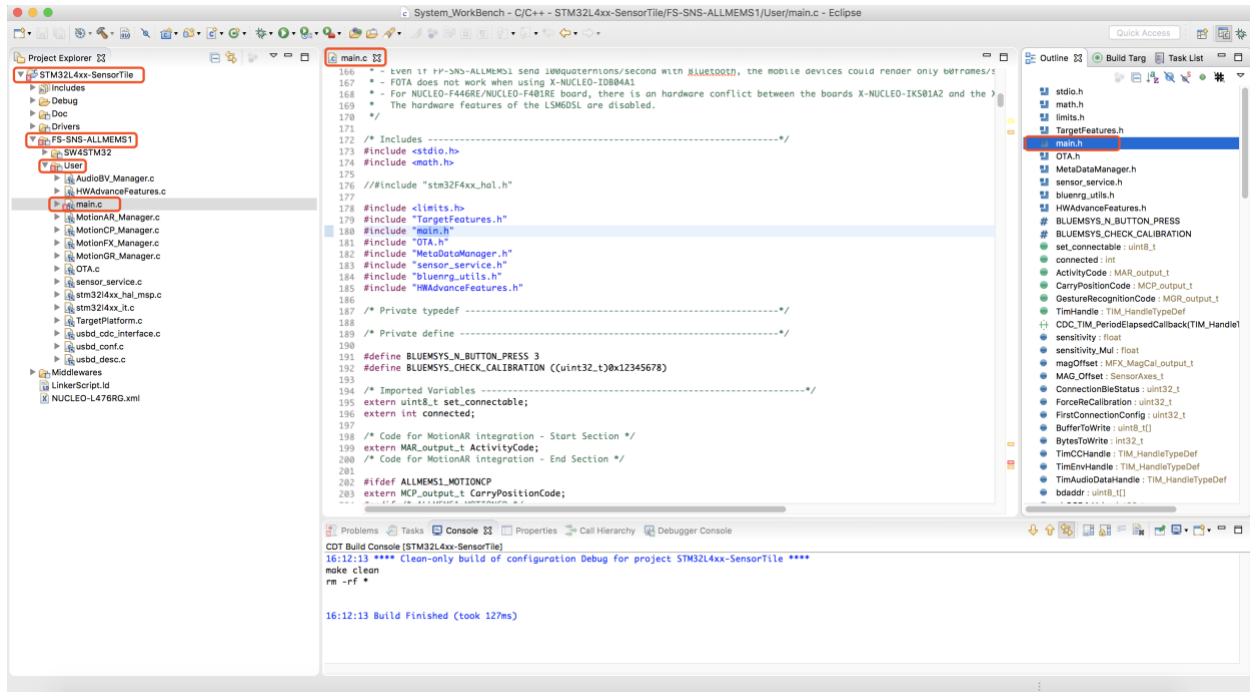 System_WorkBench - C/C++ - STM32L4xx-SensorTile/FS-SNS-ALLMEMS1/User/main.c - Eclipse
Quick Access
Project Explorer
STM32L4xx-SensorTile
Includes
Debug
Doc
Drivers
FS-SNS-ALLMEMS1
SW4STM32
User
AudioBV_Manager.c
HWAdvanceFeatures.c
main.c
MotionAR_Manager.c
MotionCP_Manager.c
MotionFX_Manager.c
MotionGR_Manager.c
OTA.c
sensor_service.c
stm32l4xx_hal_msp.c
stm32l4xx_it.c
TargetPlatform.c
usbd_cdc_interface.c
usbd_conf.c
usbd_desc.c
Middlewares
LinkerScript.ld
NUCLEO-L476RG.xml
main.c
166 * - Even if FP-SNS-ALLMEMS1 send 100quaternions/second with Bluetooth, the mobile devices could render only 60frames/s
167 * - FOTA does not work when using X-NUCLEO-IDB04A1
168 * - For NUCLEO-F446RE/NUCLEO-F401RE board, there is an hardware conflict between the boards X-NUCLEO-IKS01A2 and the X
169 *   The hardware features of the LSM6DSL are disabled.
170 */
171
172 /* Includes ------------------------------------------------------------------*/
173 #include <stdio.h>
174 #include <math.h>
175
176 //#include "stm32F4xx_hal.h"
177
178 #include <limits.h>
179 #include "TargetFeatures.h"
180 #include "main.h"
181 #include "OTA.h"
182 #include "MetaDataManager.h"
183 #include "sensor_service.h"
184 #include "bluenrg_utils.h"
185 #include "HWAdvanceFeatures.h"
186
187 /* Private typedef -----------------------------------------------------------*/
188
189 /* Private define ------------------------------------------------------------*/
190
191 #define BLUEMSYS_N_BUTTON_PRESS 3
192 #define BLUEMSYS_CHECK_CALIBRATION ((uint32_t)0x12345678)
193
194 /* Imported Variables -------------------------------------------------------------*/
195 extern uint8_t set_connectable;
196 extern int connected;
197
198 /* Code for MotionAR integration - Start Section */
199 extern MAR_output_t ActivityCode;
200 /* Code for MotionAR integration - End Section */
201
202 #ifdef ALLMEMS1_MOTIONCP
203 extern MCP_output_t CarryPositionCode;
Outline Build Targ Task List
stdio.h
math.h
limits.h
TargetFeatures.h
main.h
OTA.h
MetaDataManager.h
sensor_service.h
bluenrg_utils.h
HWAdvanceFeatures.h
# BLUEMSYS_N_BUTTON_PRESS
# BLUEMSYS_CHECK_CALIBRATION
set_connectable : uint8_t
connected : int
ActivityCode : MAR_output_t
CarryPositionCode : MCP_output_t
GestureRecognitionCode : MGR_output_t
TimHandle : TIM_HandleTypeDef
CDC_TIM_PeriodElapsedCallback(TIM_HandleT
sensitivity : float
sensitivity_Mul : float
magOffset : MFX_MagCal_output_t
MAG_Offset : SensorAxes_t
ConnectionBleStatus : uint32_t
ForceReCalibration : uint32_t
FirstConnectionConfig : uint32_t
BufferToWrite : uint8_t[]
BytesToWrite : int32_t
TimCCHandle : TIM_HandleTypeDef
TimEnvHandle : TIM_HandleTypeDef
TimAudioDataHandle : TIM_HandleTypeDef
bdaddr : uint8_t[]
Problems Tasks Console Properties Call Hierarchy Debugger Console
CDT Build Console [STM32L4xx-SensorTile]
16:12:13 **** Clean-only build of configuration Debug for project STM32L4xx-SensorTile ****
make clean
rm -rf *
16:12:13 Build Finished (took 127ms)